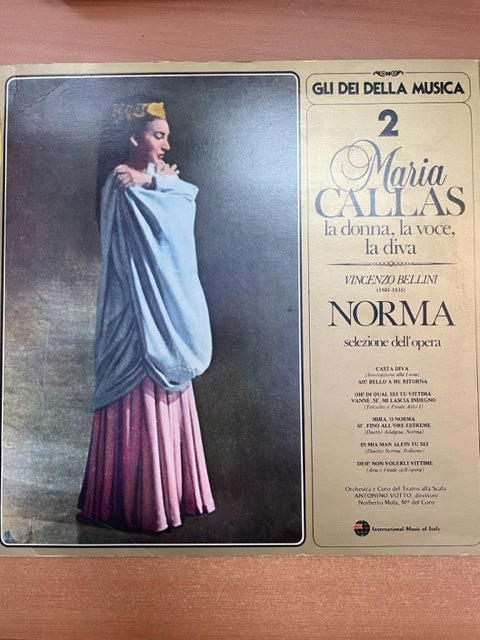 GLI DEI DELLA MUSICA
2
Maria
CALLAS
la donna, la voce,
la diva
VINCENZO BELLINI
(1801-1835)
NORMA
selezione dell'opera
CASTA DIVA
(Invocazione alla Luna)
AH! BELLO A ME RITORNA
OH! DI QUAL SEI TU VITTIMA
VANNE, SI', MI LASCIA INDEGNO
(Terzetto e Finale Atto I)
MIRA, O NORMA
SI', FINO ALL'ORE ESTREME
(Duetto Adalgisa, Norma)
IN MIA MAN ALFIN TU SEI
(Duetto Norma, Pollione)
DEH! NON VOLERLI VITTIME
(Aria e Finale dell'opera)
Orchestra e Coro del Teatro alla Scala
ANTONINO VOTTO, direttore
Norberto Mola, M° del Coro
International Music of Italy